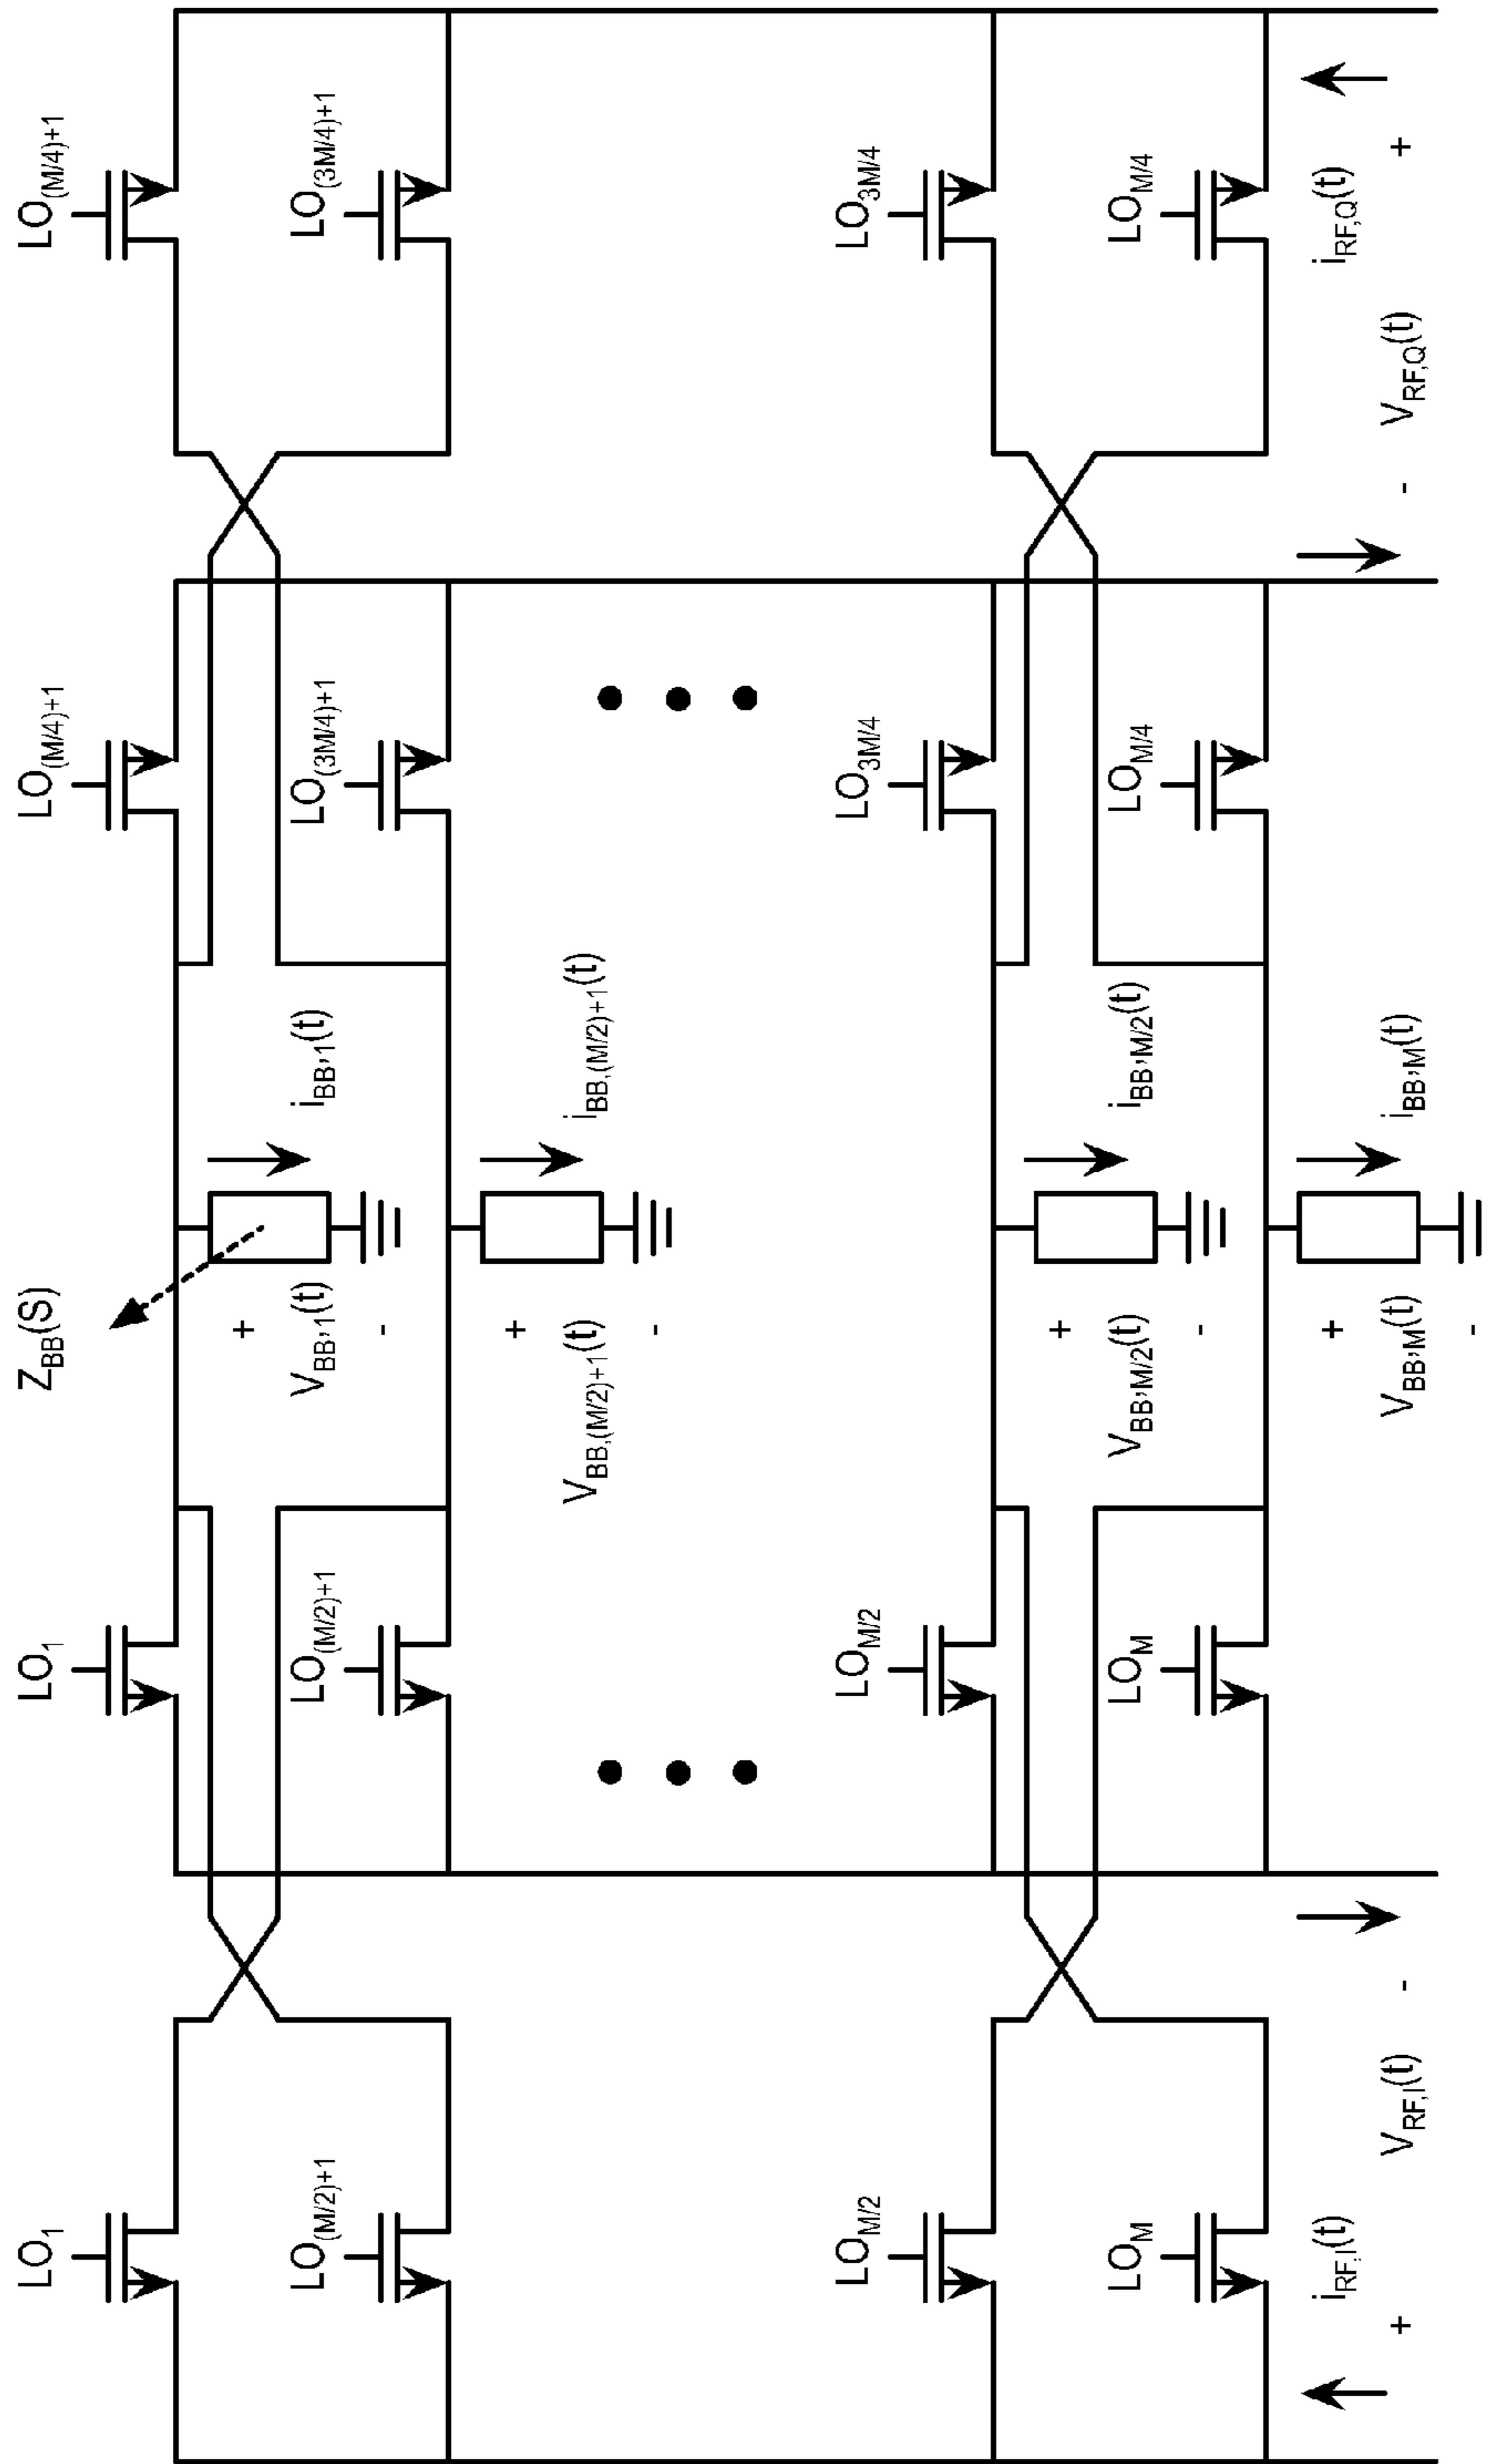 LO1 LO1 ZBB(S) LO(M/4)+1 LO(M/4)+1
+
LO(M/2)+1 LO(M/2)+1 VBB,1(t) iBB,1(t) LO(3M/4)+1 LO(3M/4)+1
-
+
VBB,(M/2)+1(t) iBB,(M/2)+1(t)
-
LOM/2 LOM/2 LO3M/4 LO3M/4
+
LOM LOM VBB,M/2(t) iBB,M/2(t) LOM/4 LOM/4
-
iRF,I(t) + iRF,Q(t)
+ VRF,I(t) - VBB,M(t) iBB,M(t) - VRF,Q(t) +
-